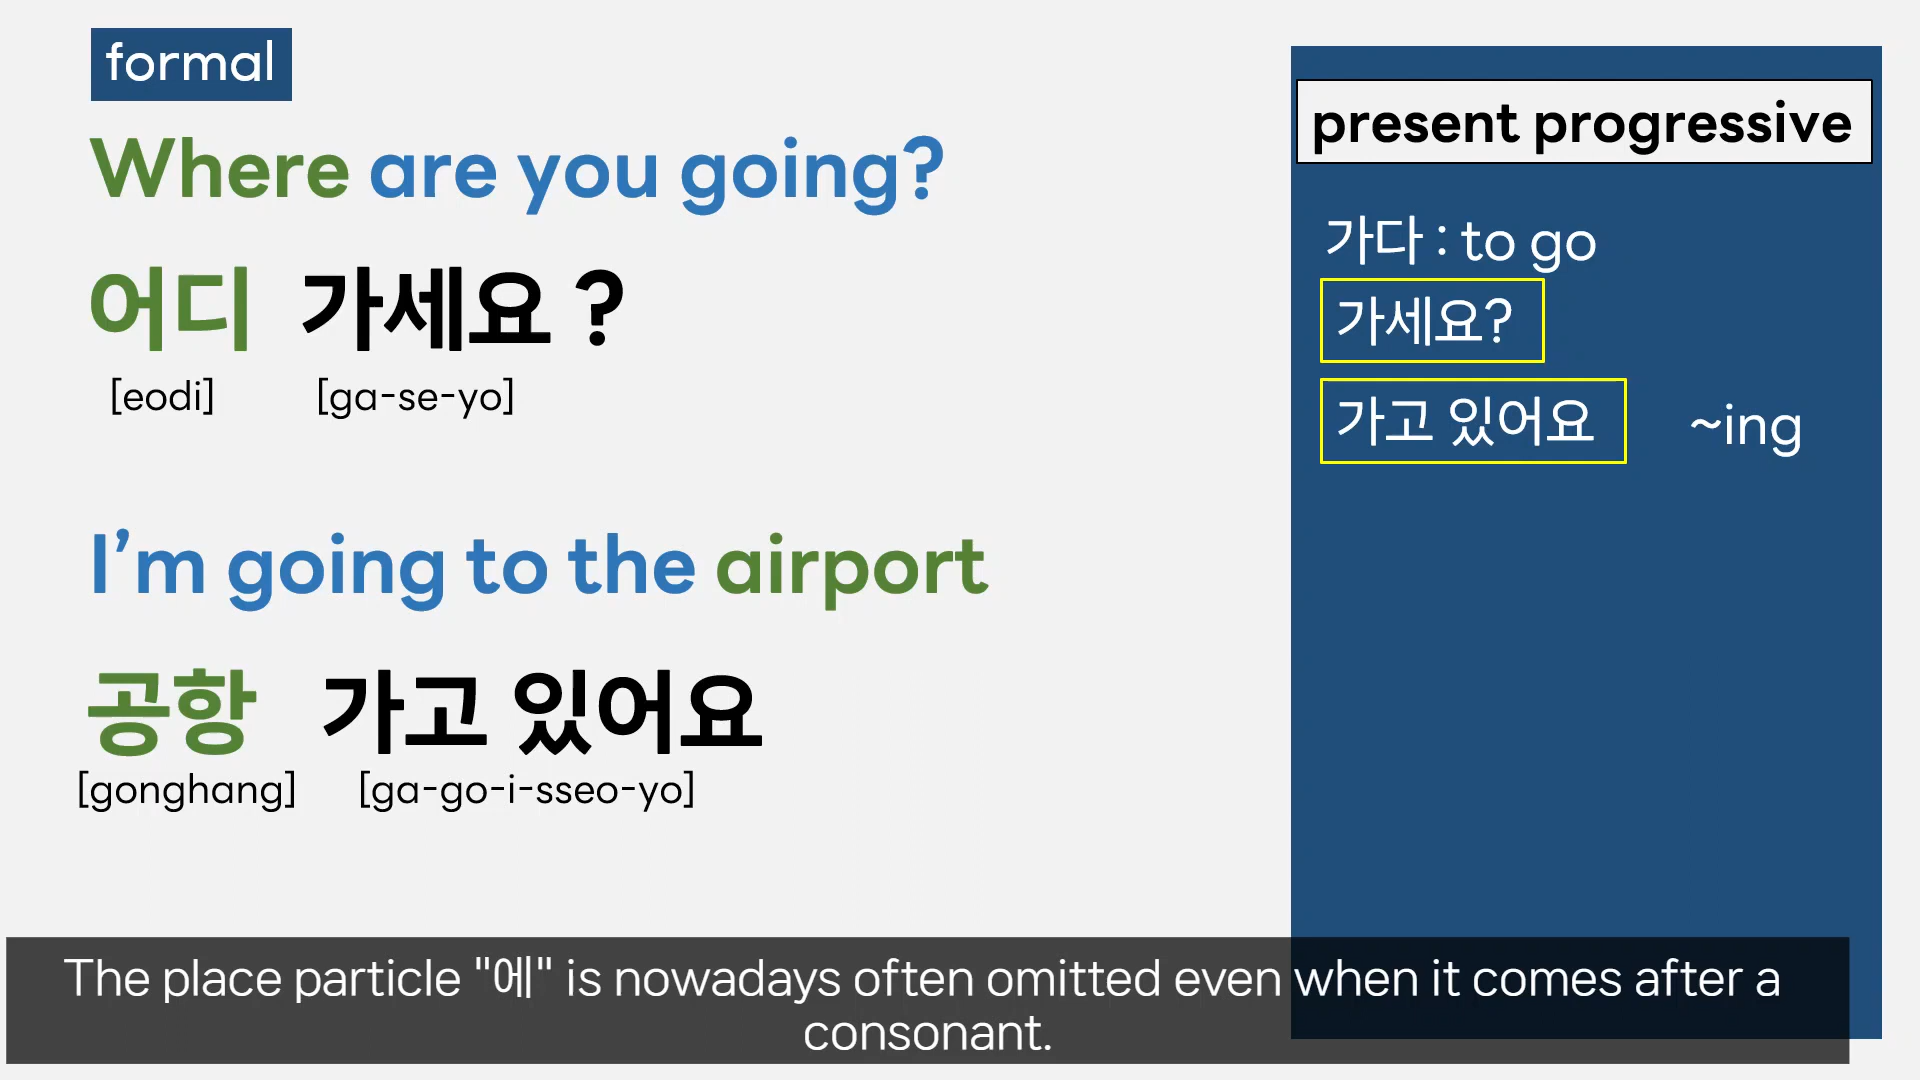 formal
Where are you going?
어디 가세요 ?
[eodi] [ga-se-yo]
I'm going to the airport
공항 가고 있어요
[gonghang] [ga-go-i-sseo-yo]
present progressive
가다 : to go
가세요?
가고 있어요 ~ing
The place particle "에" is nowadays often omitted even when it comes after a
consonant.